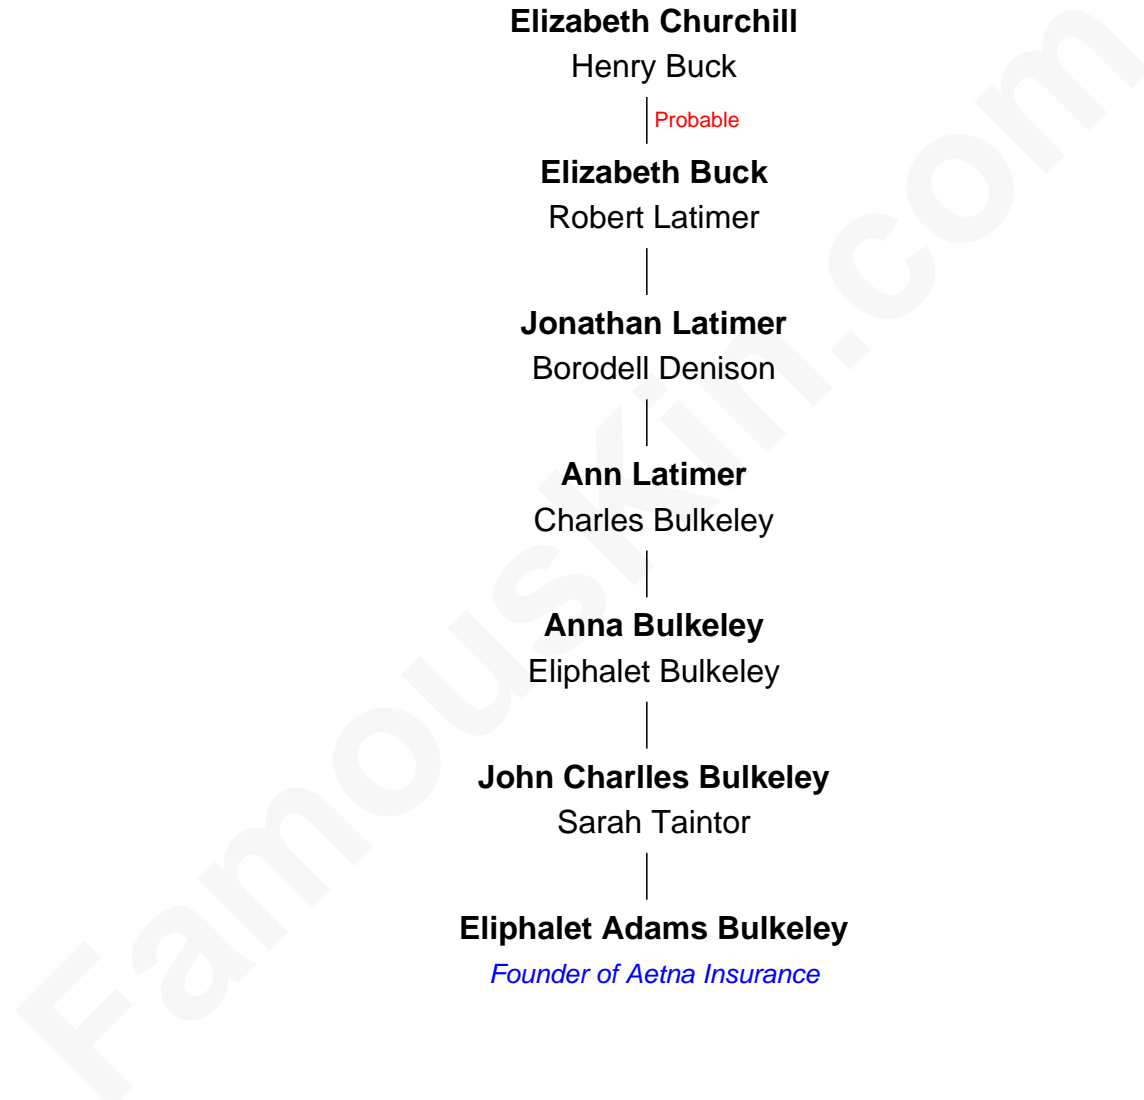 Elizabeth Churchill
Henry Buck
Probable
Elizabeth Buck
Robert Latimer
Jonathan Latimer
Borodell Denison
Ann Latimer
Charles Bulkeley
Anna Bulkeley
Eliphalet Bulkeley
John Charlles Bulkeley
Sarah Taintor
Eliphalet Adams Bulkeley
Founder of Aetna Insurance
FamousKin.com